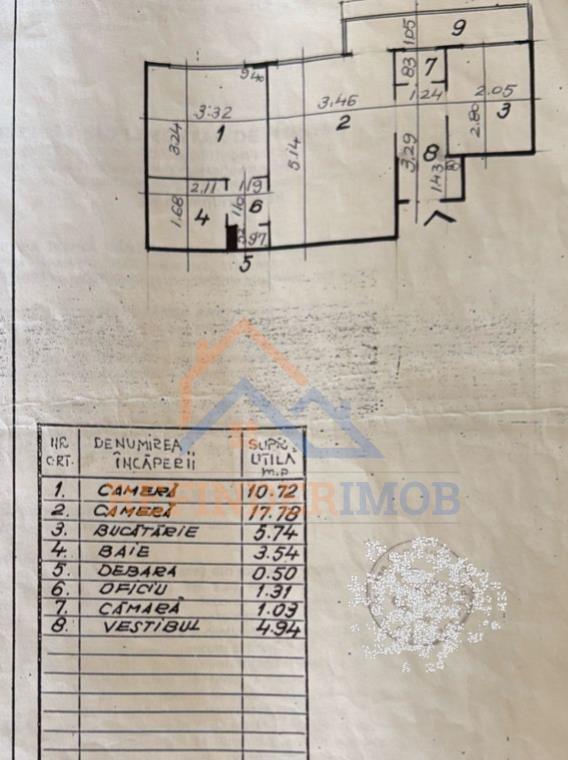 9
1.05
.83
7
9.40
3.32
3.46
1.24
2.05
1
2
3
3.24
5.14
2.80
3.29
8
1.43
2.11
1.19
1.68
4
1.10
6
.97
5
NR. CRT.
DENUMIREA ÎNCĂPERII
SUPR. UTILĂ m.p
1. CAMERĂ 10.72
2. CAMERĂ 17.78
3. BUCĂTĂRIE 5.74
4. BAIE 3.54
5. DEBARA 0.50
6. OFICIU 1.31
7. CĂMARĂ 1.03
8. VESTIBUL 4.94